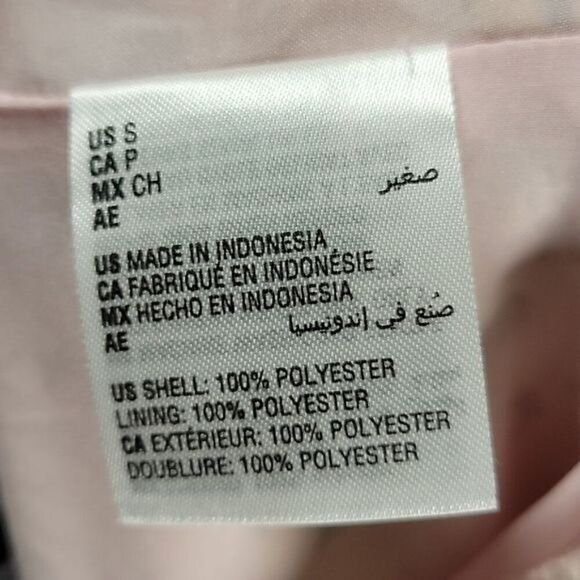 US S
CA P
MX CH
AE صغير
US MADE IN INDONESIA
CA FABRIQUÉ EN INDONÉSIE
MX HECHO EN INDONESIA
AE صُنع في إندونيسيا
US SHELL: 100% POLYESTER
LINING: 100% POLYESTER
CA EXTÉRIEUR: 100% POLYESTER
DOUBLURE: 100% POLYESTER